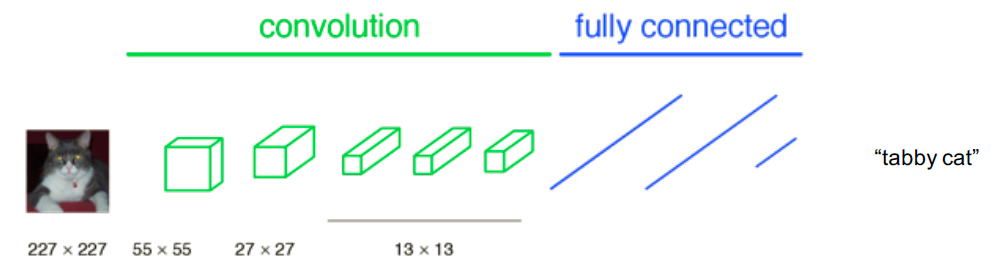 convolution
fully connected
“tabby cat”
227 × 227
55 × 55
27 × 27
13 × 13